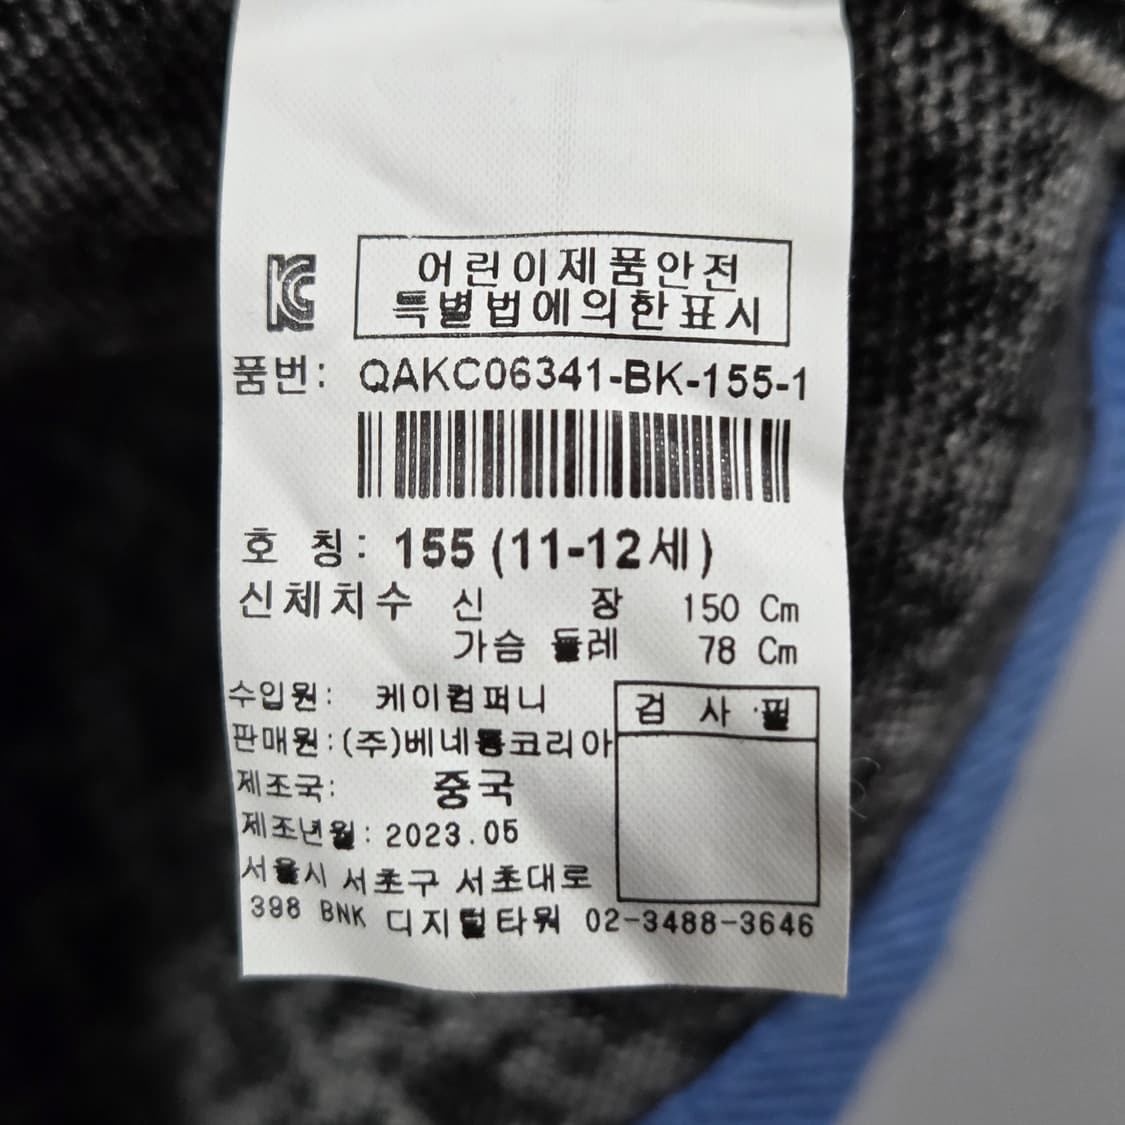 KC
어린이제품안전
특별법에의한표시
품번: QAKC06341-BK-155-1
호 칭: 155 (11-12세)
신체치수 신 장 150 Cm
가슴 둘레 78 Cm
수입원: 케이컴퍼니
검 사 필
판매원:(주)베네통코리아
제조국: 중국
제조년월: 2023.05
서울시 서초구 서초대로
398 BNK 디지털타워 02-3488-3646